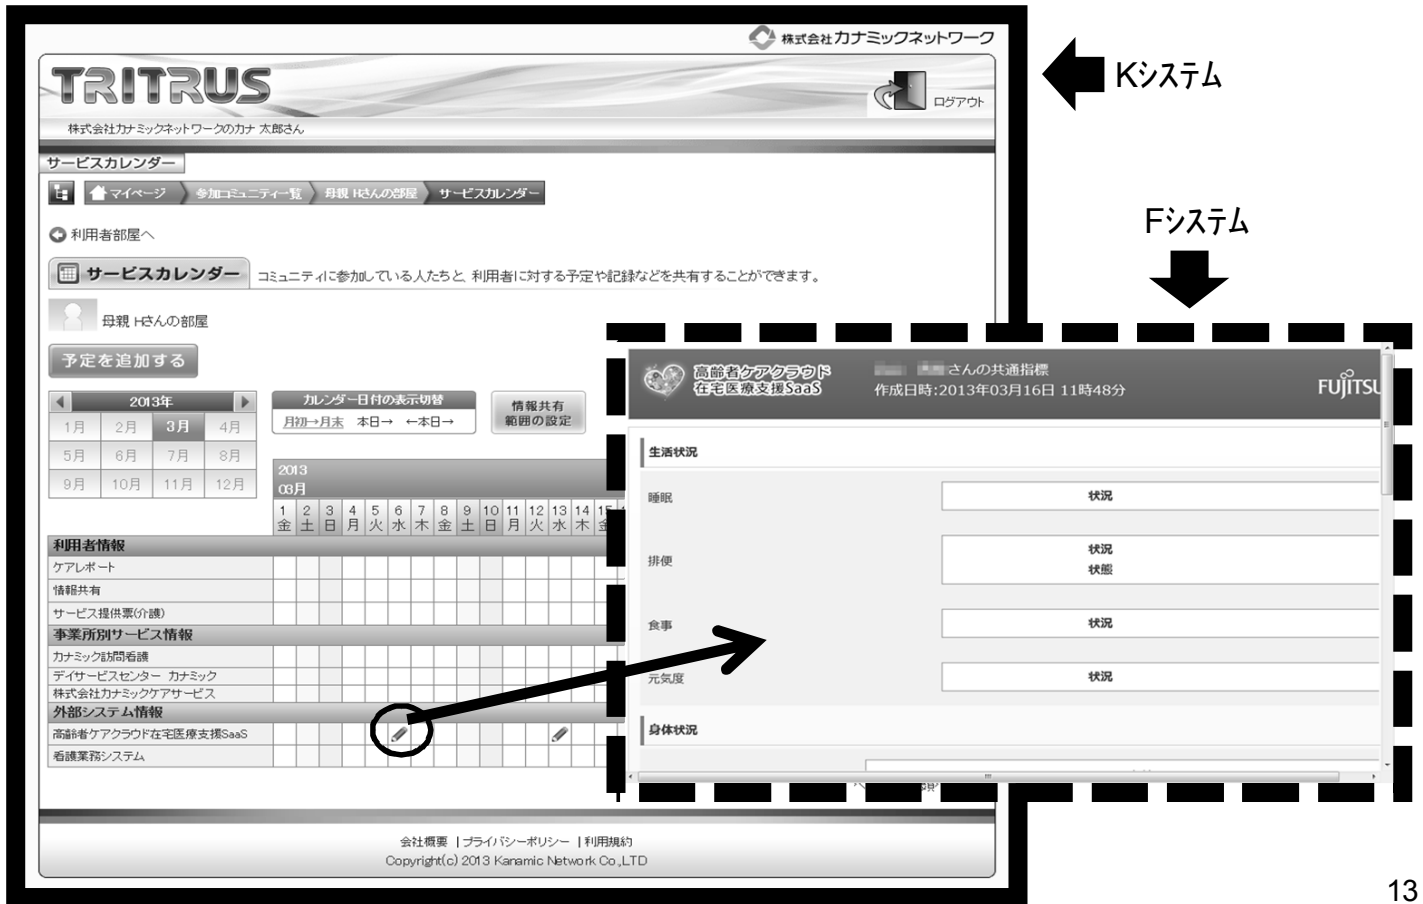 株式会社カナミックネットワーク
TRITRUS
ログアウト
株式会社カナミックネットワークのカナ 太郎さん
サービスカレンダー
マイページ 参加コミュニティ一覧 母親 Hさんの部屋 サービスカレンダー
利用者部屋へ
サービスカレンダー コミュニティに参加している人たちと、利用者に対する予定や記録などを共有することができます。
母親 Hさんの部屋
予定を追加する
2013年
1月 2月 3月 4月
5月 6月 7月 8月
9月 10月 11月 12月
カレンダー日付の表示切替
月初→月末 本日→ ←本日→
情報共有
範囲の設定
2013
03月
1 2 3 4 5 6 7 8 9 10 11 12 13 14 15
金 土 日 月 火 水 木 金 土 日 月 火 水 木 金
利用者情報
ケアレポート
情報共有
サービス提供票(介護)
事業所別サービス情報
カナミック訪問看護
デイサービスセンター カナミック
株式会社カナミックケアサービス
外部システム情報
高齢者ケアクラウド在宅医療支援SaaS
看護業務システム
会社概要 | プライバシーポリシー | 利用規約
Copyright(c) 2013 Kanamic Network Co.,LTD
Kシステム
Fシステム
高齢者ケアクラウド
在宅医療支援SaaS
さんの共通指標
作成日時:2013年03月16日 11時48分
FUJITSU
生活状況
睡眠 状況
排便 状況
状態
食事 状況
元気度 状況
身体状況
13